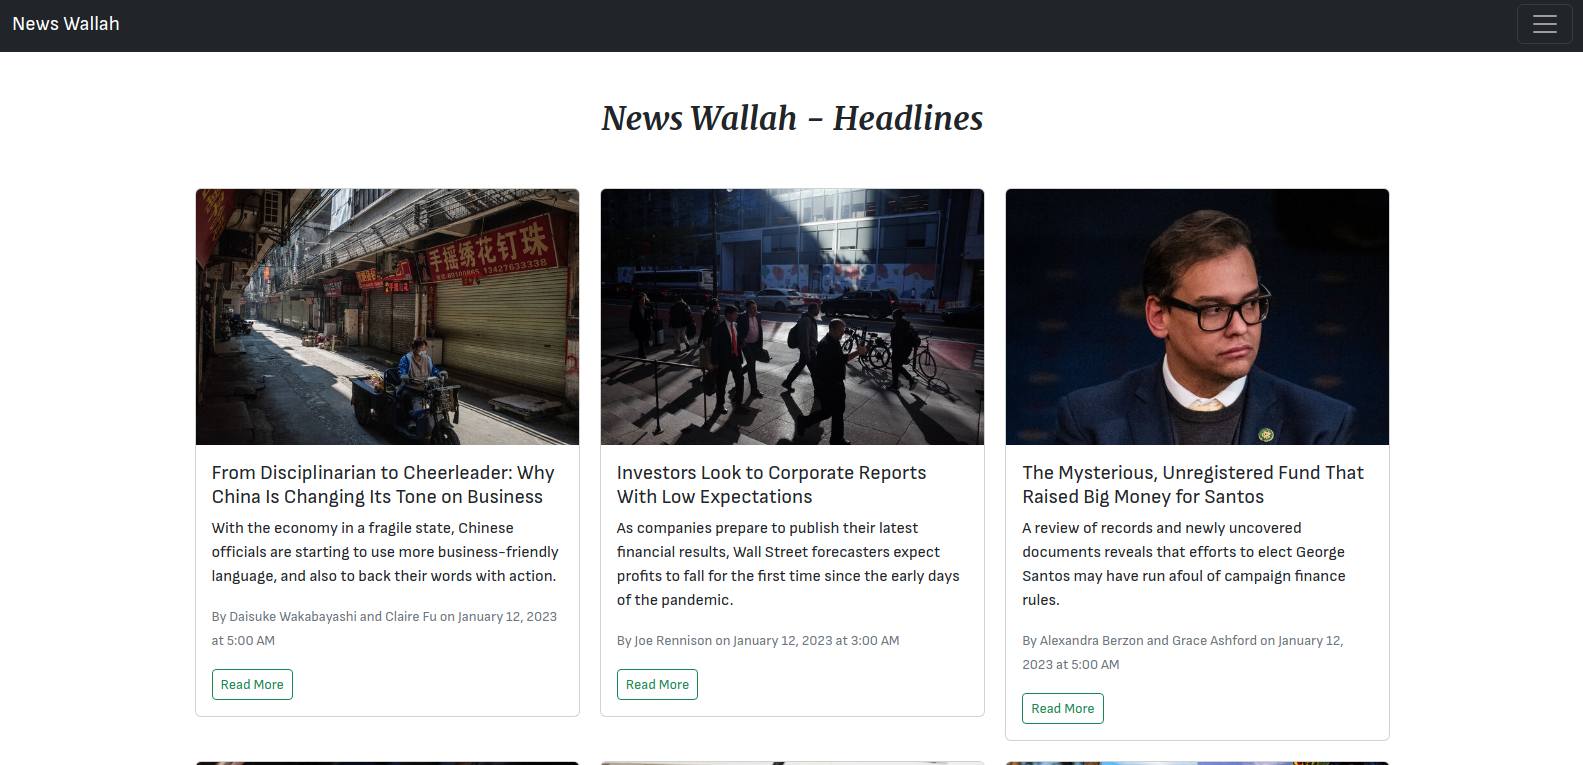 News Wallah
News Wallah - Headlines
手摇绣花钉珠
13427633338
From Disciplinarian to Cheerleader: Why
China Is Changing Its Tone on Business
With the economy in a fragile state, Chinese
officials are starting to use more business-friendly
language, and also to back their words with action.
By Daisuke Wakabayashi and Claire Fu on January 12, 2023
at 5:00 AM
Read More
Investors Look to Corporate Reports
With Low Expectations
As companies prepare to publish their latest
financial results, Wall Street forecasters expect
profits to fall for the first time since the early days
of the pandemic.
By Joe Rennison on January 12, 2023 at 3:00 AM
Read More
The Mysterious, Unregistered Fund That
Raised Big Money for Santos
A review of records and newly uncovered
documents reveals that efforts to elect George
Santos may have run afoul of campaign finance
rules.
By Alexandra Berzon and Grace Ashford on January 12,
2023 at 5:00 AM
Read More